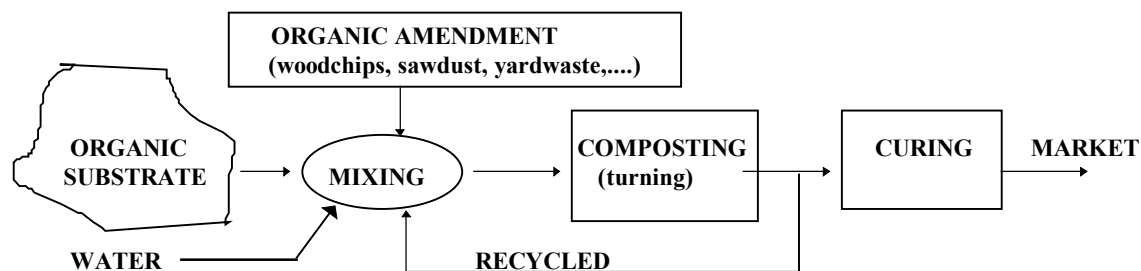 ORGANIC AMENDMENT
(woodchips, sawdust, yardwaste,....)
ORGANIC
SUBSTRATE
MIXING
COMPOSTING
(turning)
CURING
MARKET
WATER
RECYCLED